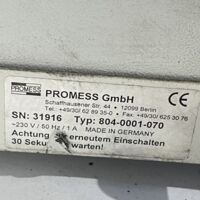 PROMESS
PROMESS GmbH
Schaffhausener Str. 44 • 12099 Berlin
Tel. +49/30/ 62 89 35-0 • Fax. +49/30/ 625 30 76
SN: 31916 Typ: 804-0001-070
~230 V / 50 Hz / 1 A MADE IN GERMANY
Achtung erneutem Einschalten
30 Seku warten!
CE